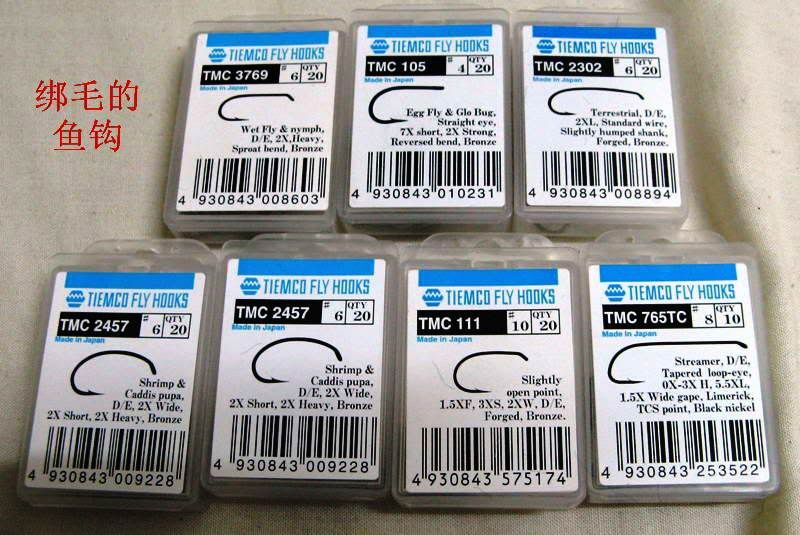 绑毛的
鱼钩
TIEMCO FLY HOOKS
TMC 3769 # 6 QTY 20
Made in Japan
Wet Fly & nymph,
D/E, 2X,Heavy,
Sproat bend, Bronze
4 930843 008603
TIEMCO FLY HOOKS
TMC 105 # 4 QTY 20
Made in Japan
Egg Fly & Glo Bug,
Straight eye,
7X short, 2X Strong,
Reversed bend, Bronze
4 930843 010231
TIEMCO FLY HOOKS
TMC 2302 # 6 QTY 20
Made in Japan
Terrestrial, D/E,
2XL, Standard wire,
Slightly humped shank,
Forged, Bronze.
4 930843 008894
TIEMCO FLY HOOKS
TMC 2457 # 6 QTY 20
Made in Japan
Shrimp &
Caddis pupa,
D/E, 2X Wide,
2X Short, 2X Heavy, Bronze
4 930843 009228
TIEMCO FLY HOOKS
TMC 2457 # 6 QTY 20
Made in Japan
Shrimp &
Caddis pupa,
D/E, 2X Wide,
2X Short, 2X Heavy, Bronze
4 930843 009228
TIEMCO FLY HOOKS
TMC 111 # 10 QTY 20
Made in Japan
Slightly
open point,
1.5XF, 3XS, 2XW, D/E,
Forged, Bronze.
4 930843 575174
TIEMCO FLY HOOKS
TMC 765TC # 8 QTY 10
Made in Japan
Streamer, D/E,
Tapered loop-eye,
0X-3X H, 5.5XL,
1.5X Wide gape, Limerick,
TCS point, Black nickel
4 930843 253522